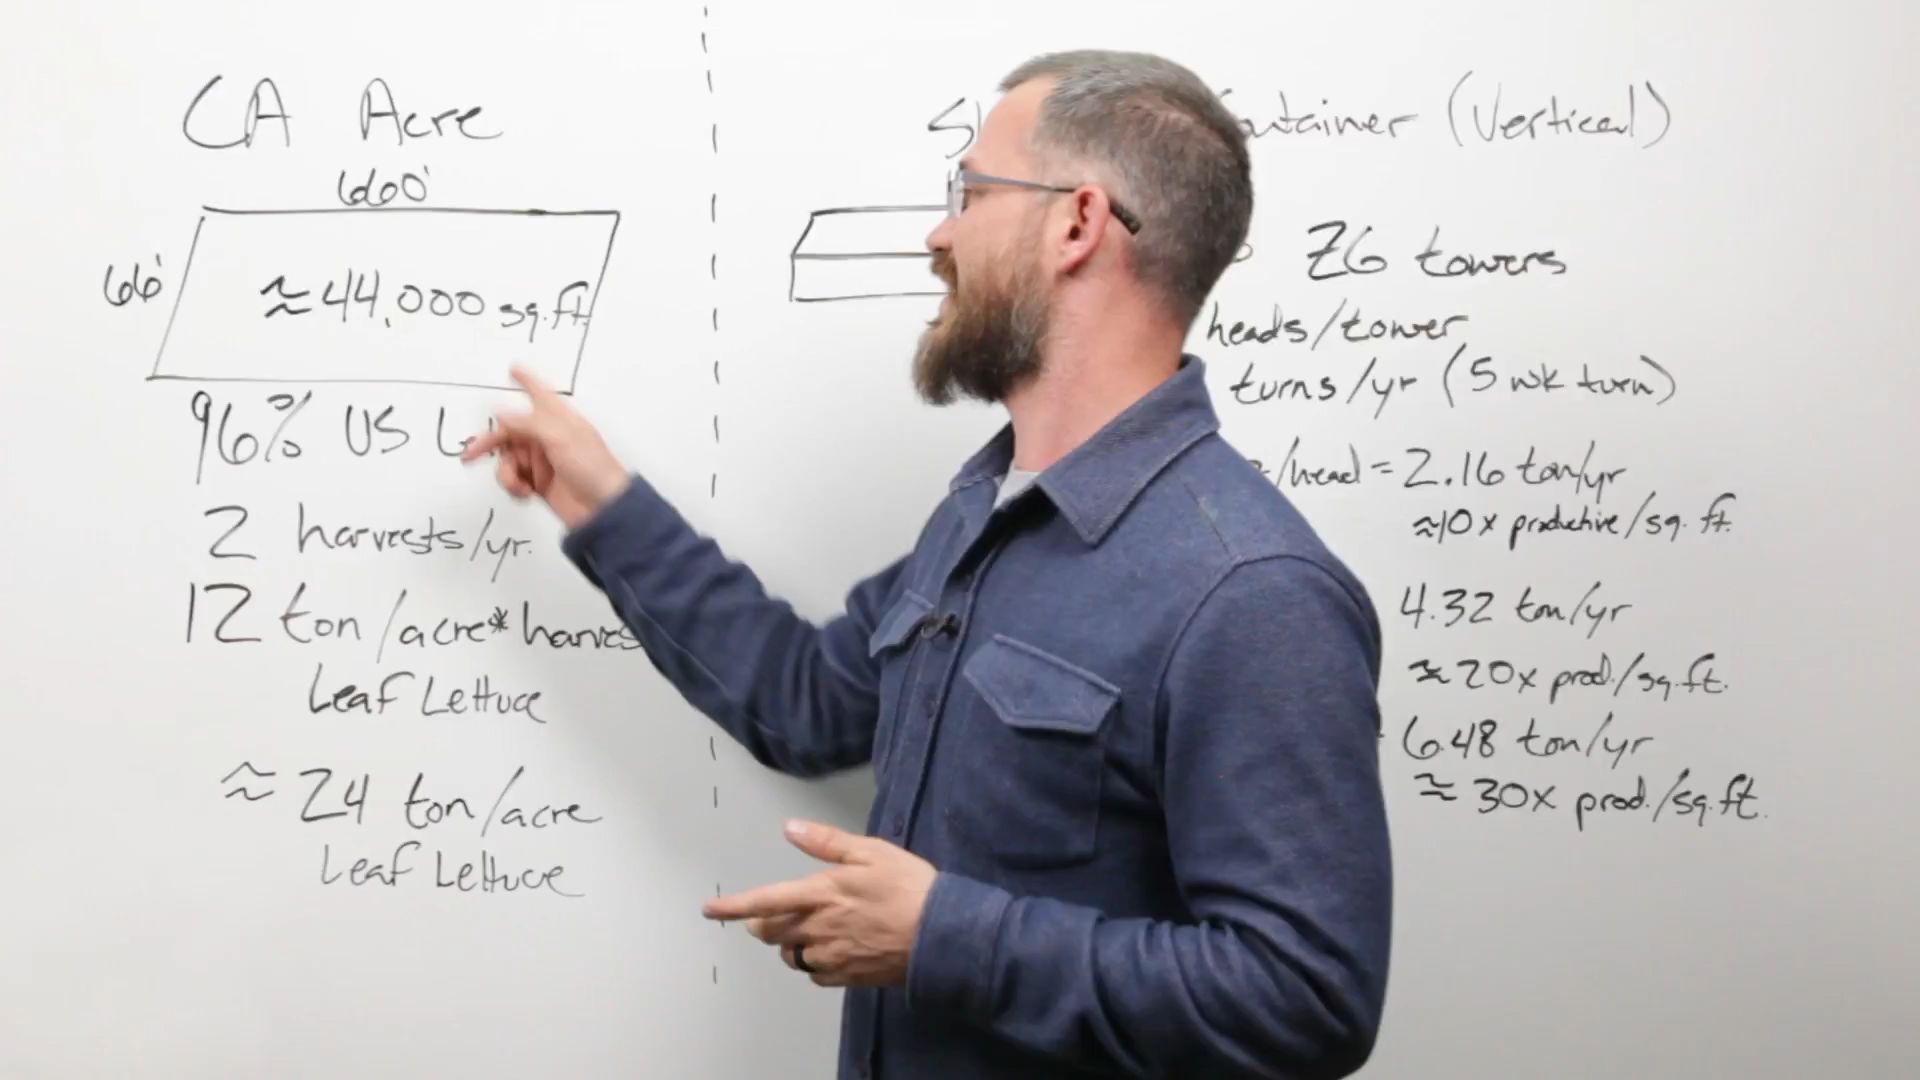 CA Acre
660'
66'
≈44,000 sq.ft.
96% US
2 harvests/yr.
12 ton/acre*
Leaf Lettuce
≈ 24 ton/acre
Leaf Lettuce
(Vertical)
26 towers
heads/tower
turns/yr (5 wk turn)
/head = 2.16 ton/yr
≈10x productive/sq. ft.
4.32 ton/yr
≈ 20x prod./sq.ft.
6.48 ton/yr
≈ 30x prod./sq.ft.